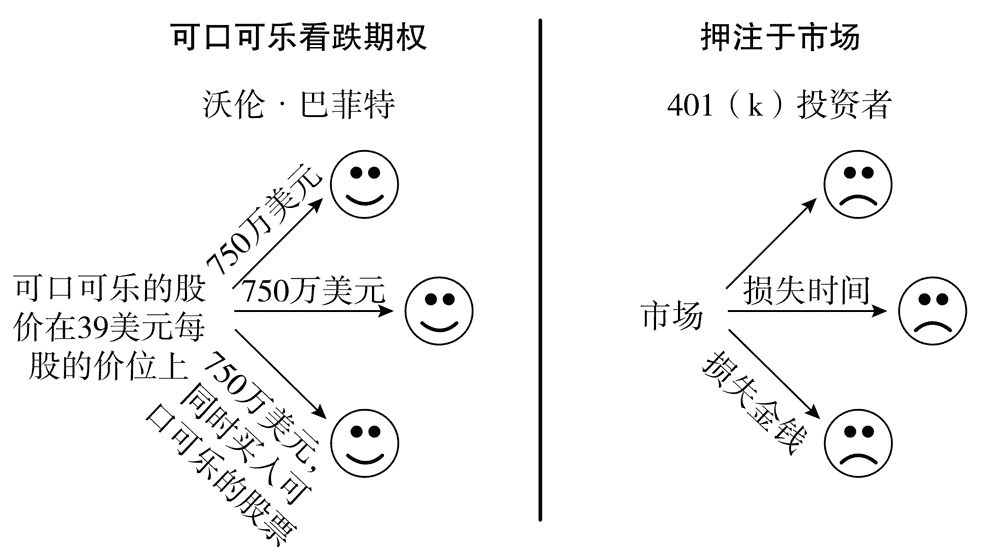 可口可乐看跌期权
沃伦·巴菲特
750万美元
可口可乐的股
价在39美元每
股的价位上
750万美元
750万美元，
同时买人可
口可乐的股票
押注于市场
401（k）投资者
市场
损失时间
损失金钱